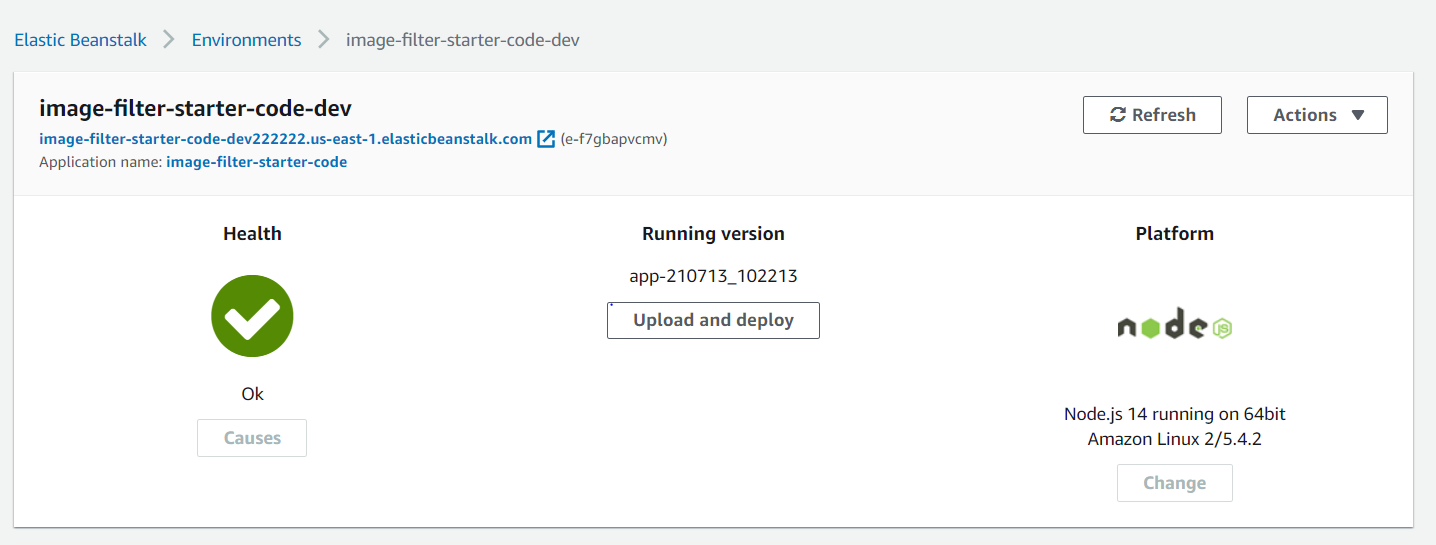 Elastic Beanstalk > Environments > image-filter-starter-code-dev
image-filter-starter-code-dev
Refresh
Actions ▼
image-filter-starter-code-dev222222.us-east-1.elasticbeanstalk.com (e-f7gbapvcmv)
Application name: image-filter-starter-code
Health
Ok
Causes
Running version
app-210713_102213
Upload and deploy
Platform
node JS
Node.js 14 running on 64bit
Amazon Linux 2/5.4.2
Change